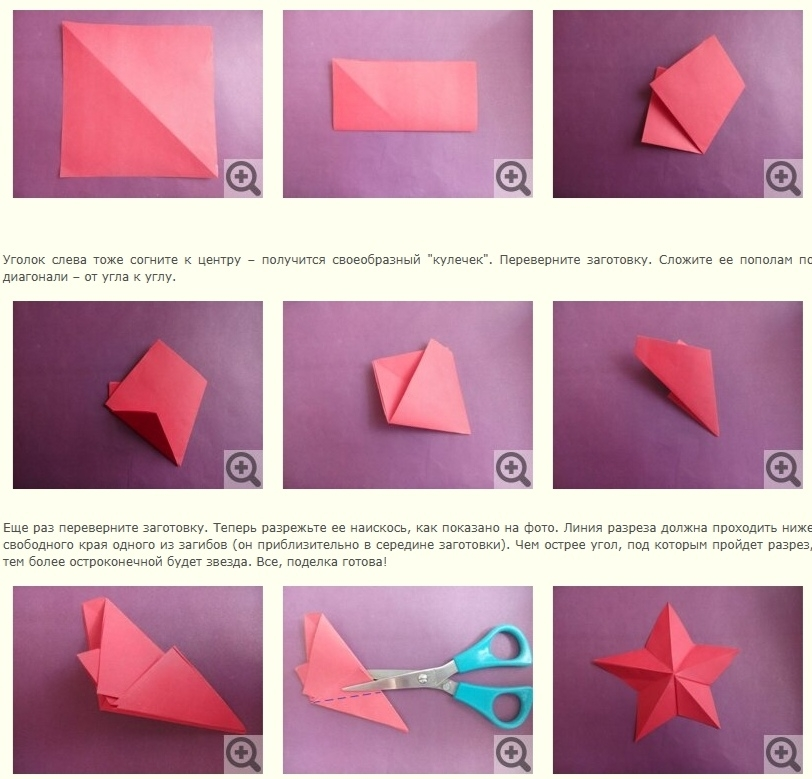 Уголок слева тоже согните к центру – получится своеобразный "кулечек". Переверните заготовку. Сложите ее пополам по
диагонали – от угла к углу.
Еще раз переверните заготовку. Теперь разрежьте ее наискось, как показано на фото. Линия разреза должна проходить ниже
свободного края одного из загибов (он приблизительно в середине заготовки). Чем острее угол, под которым пройдет разрез,
тем более остроконечной будет звезда. Все, поделка готова!